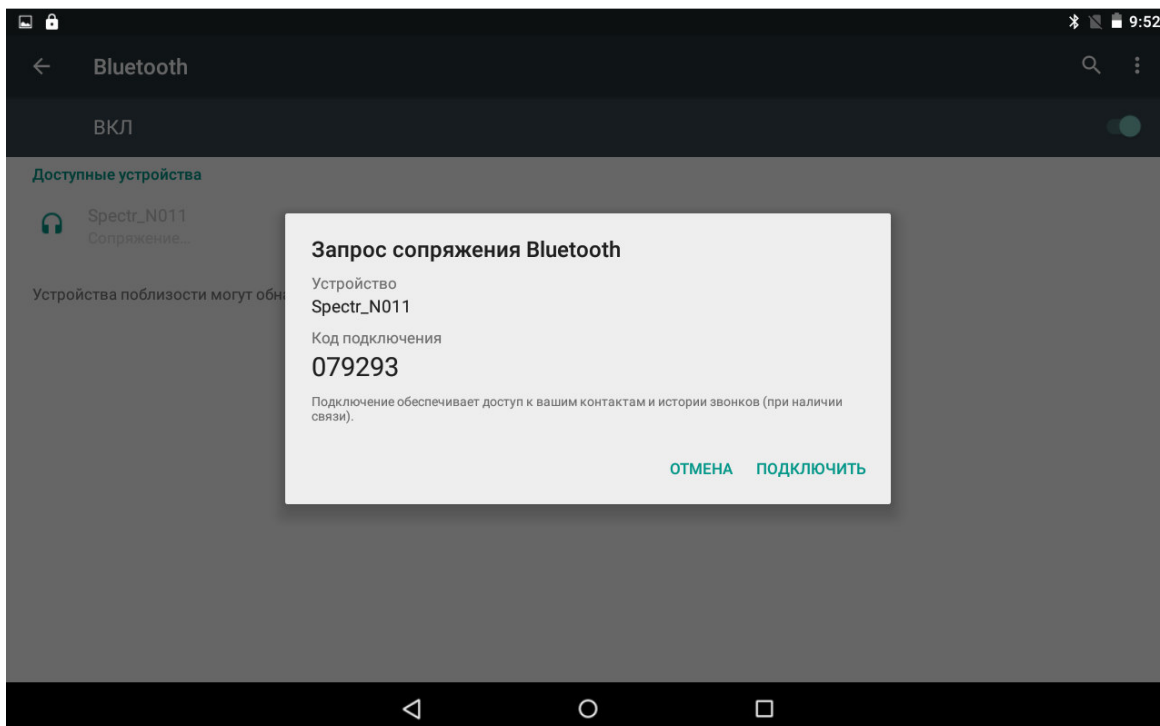 9:52
Bluetooth
ВКЛ
Доступные устройства
Spectr_N011
Сопряжение...
Устройства поблизости могут обн
Запрос сопряжения Bluetooth
Устройство
Spectr_N011
Код подключения
079293
Подключение обеспечивает доступ к вашим контактам и истории звонков (при наличии
связи).
ОТМЕНА ПОДКЛЮЧИТЬ